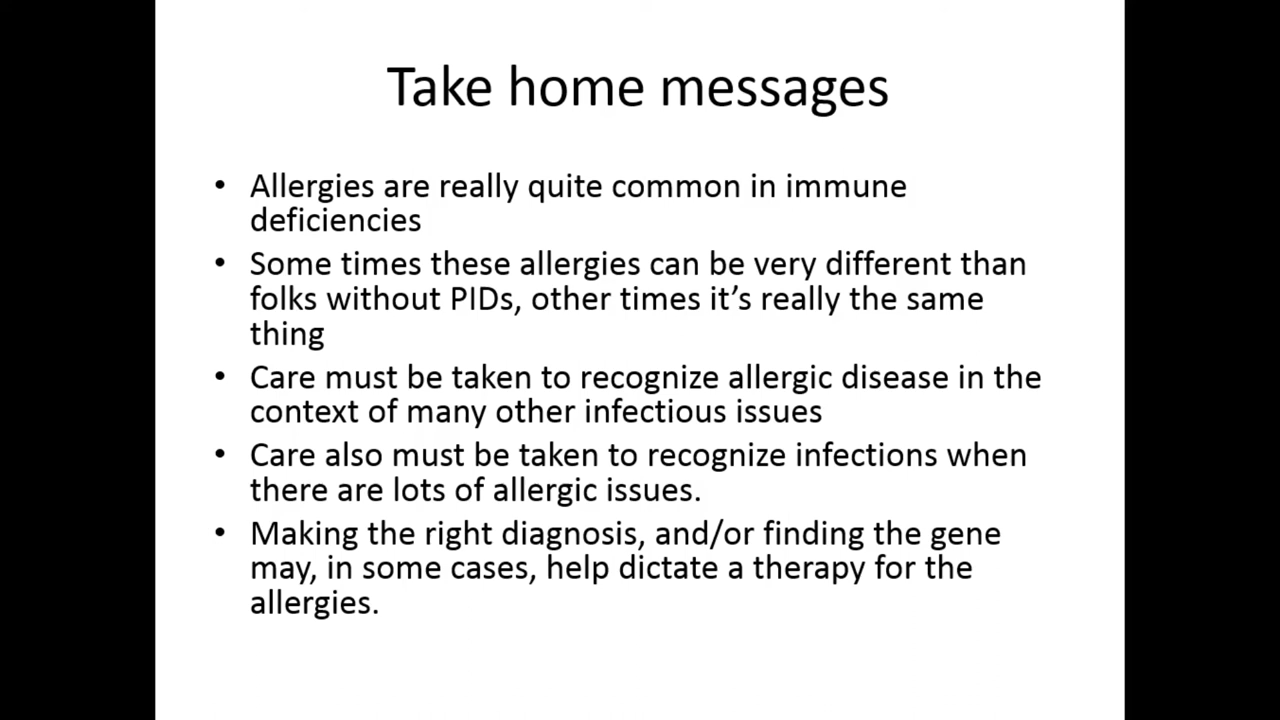 Take home messages
• Allergies are really quite common in immune
deficiencies
• Some times these allergies can be very different than
folks without PIDs, other times it’s really the same
thing
• Care must be taken to recognize allergic disease in the
context of many other infectious issues
• Care also must be taken to recognize infections when
there are lots of allergic issues.
• Making the right diagnosis, and/or finding the gene
may, in some cases, help dictate a therapy for the
allergies.